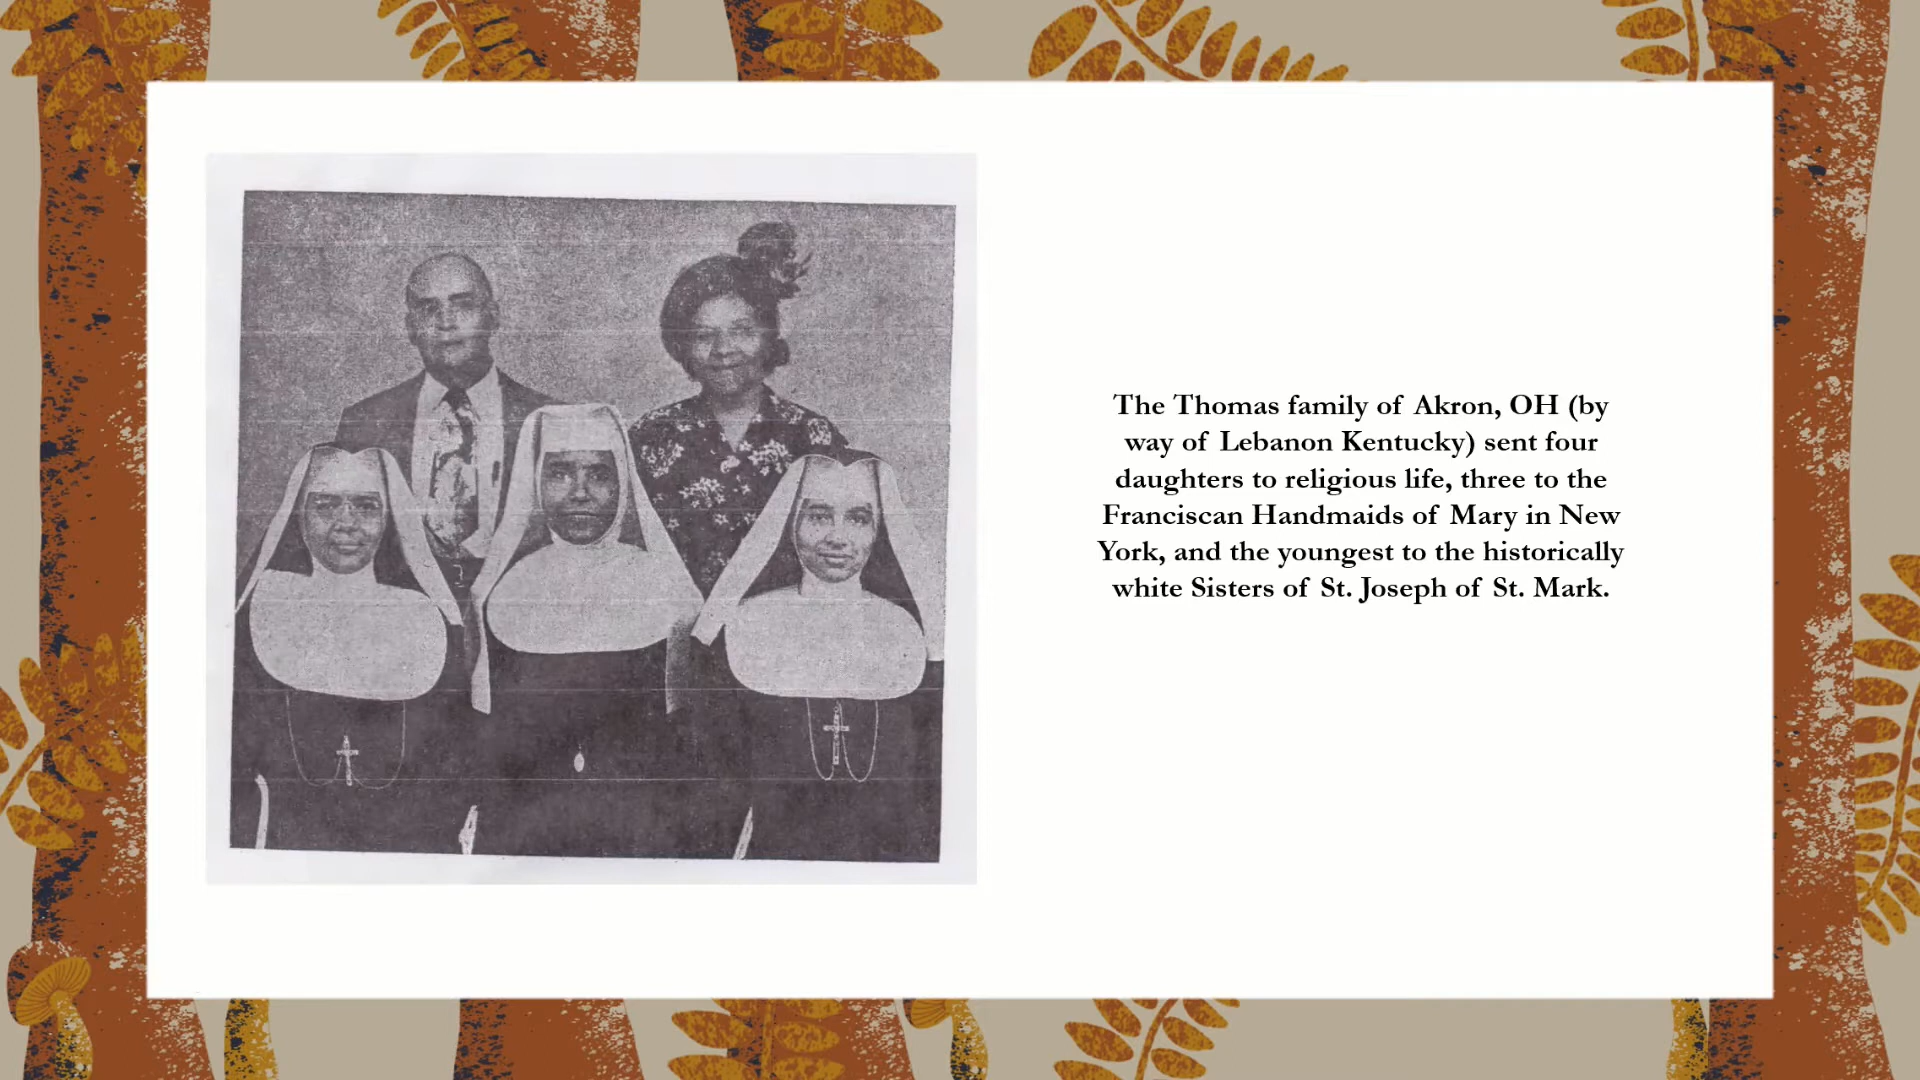 The Thomas family of Akron, OH (by
way of Lebanon Kentucky) sent four
daughters to religious life, three to the
Franciscan Handmaids of Mary in New
York, and the youngest to the historically
white Sisters of St. Joseph of St. Mark.